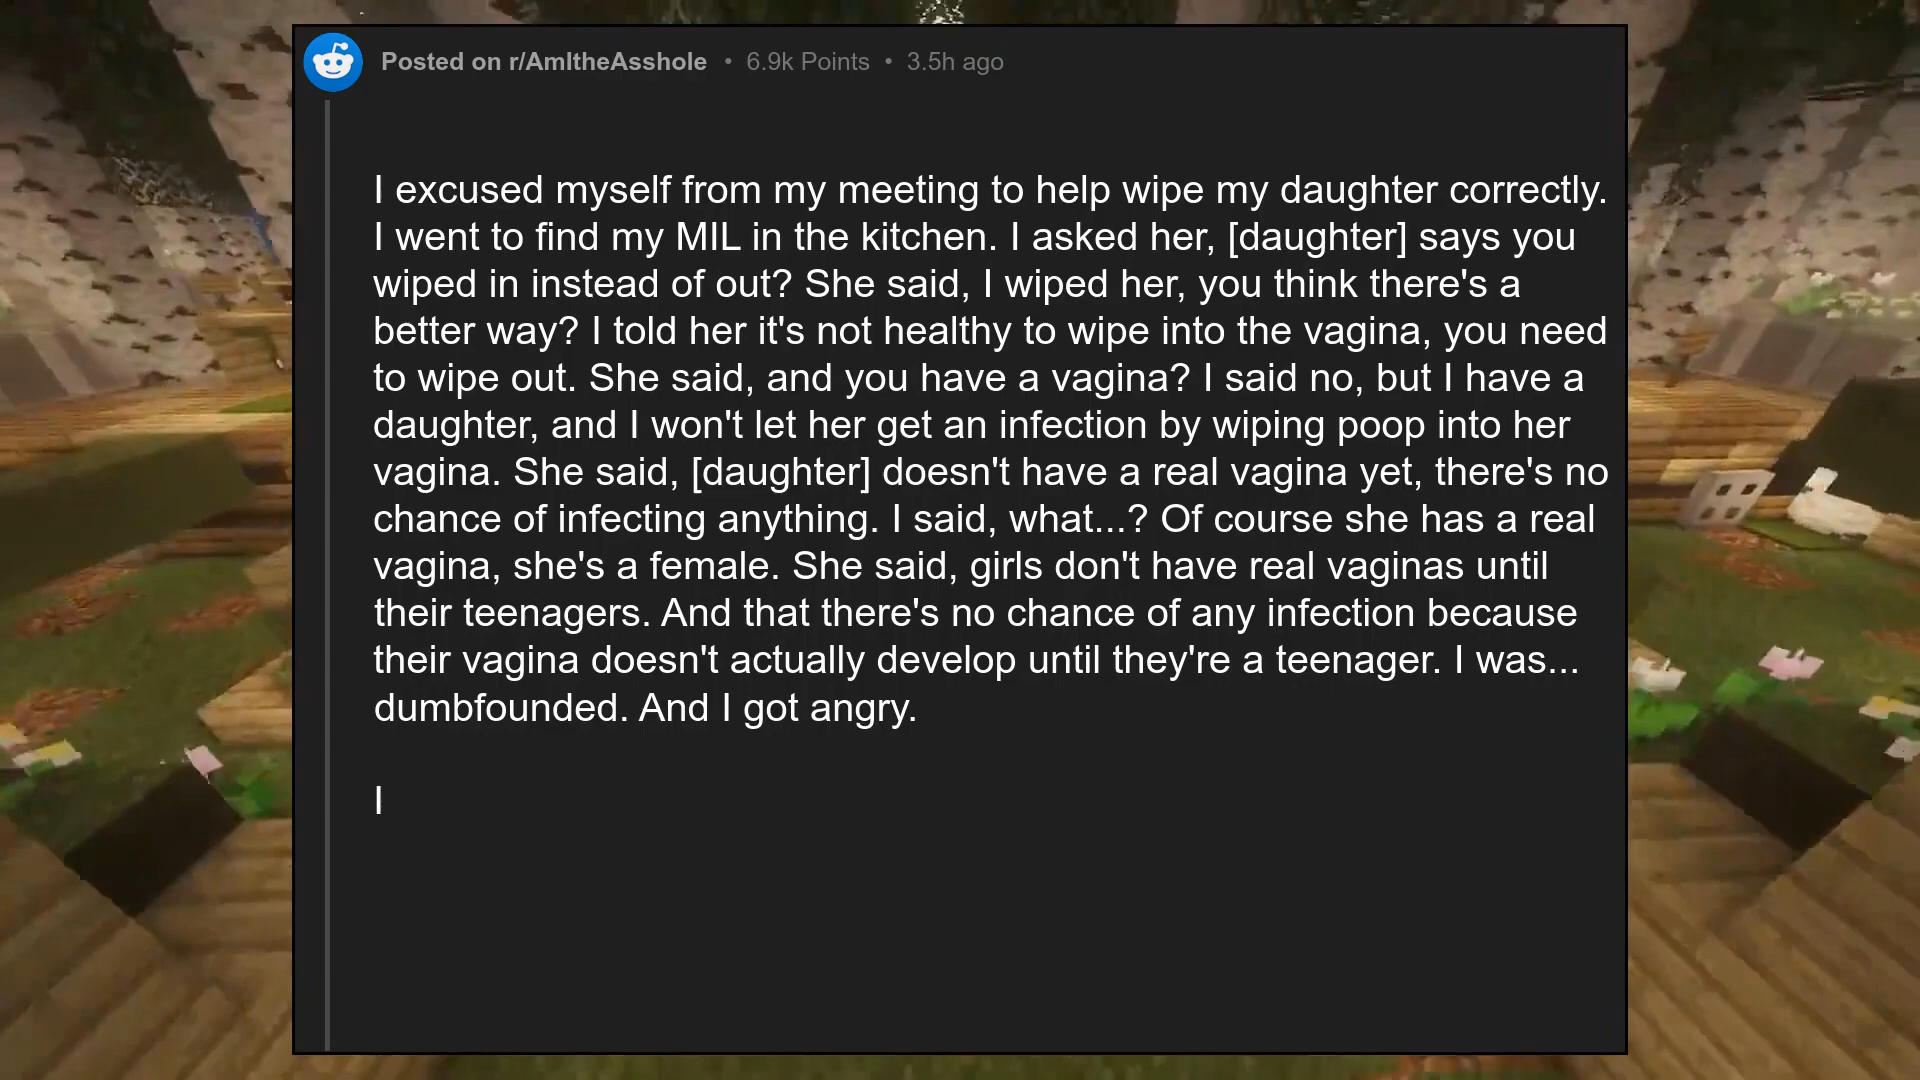 Posted on r/AmItheAsshole • 6.9k Points • 3.5h ago
I excused myself from my meeting to help wipe my daughter correctly.
I went to find my MIL in the kitchen. I asked her, [daughter] says you
wiped in instead of out? She said, I wiped her, you think there's a
better way? I told her it's not healthy to wipe into the vagina, you need
to wipe out. She said, and you have a vagina? I said no, but I have a
daughter, and I won't let her get an infection by wiping poop into her
vagina. She said, [daughter] doesn't have a real vagina yet, there's no
chance of infecting anything. I said, what...? Of course she has a real
vagina, she's a female. She said, girls don't have real vaginas until
their teenagers. And that there's no chance of any infection because
their vagina doesn't actually develop until they're a teenager. I was...
dumbfounded. And I got angry.
I